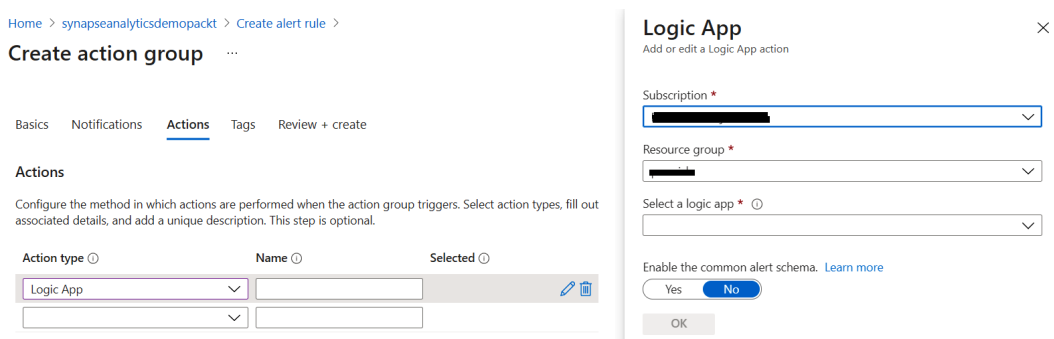 Home > synapseanalyticsdemopackt > Create alert rule >
Create action group ...
Basics Notifications Actions Tags Review + create
Actions
Configure the method in which actions are performed when the action group triggers. Select action types, fill out
associated details, and add a unique description. This step is optional.
Action type Name Selected
Logic App
Logic App
Add or edit a Logic App action
Subscription *
Resource group *
Select a logic app *
Enable the common alert schema. Learn more
Yes No
OK